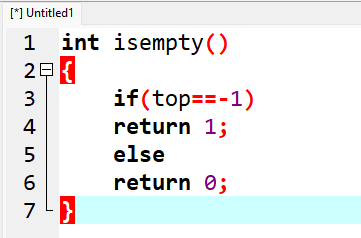 [*] Untitled1
1 int isempty()
2 {
3 if(top==-1)
4 return 1;
5 else
6 return 0;
7 }